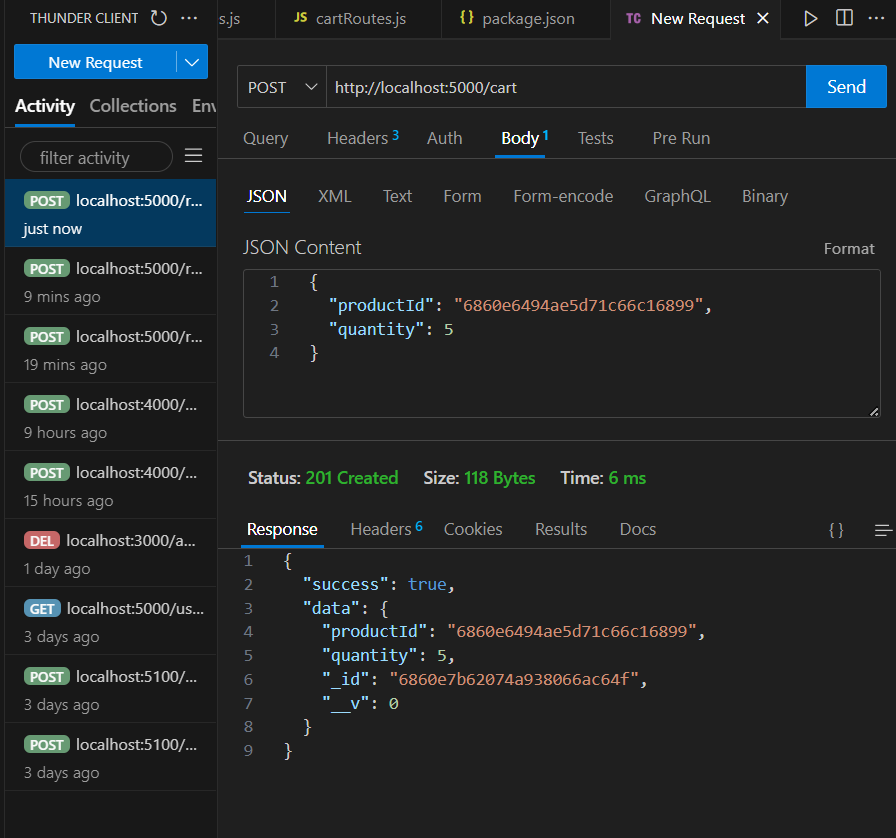 THUNDER CLIENT
s.js
JS cartRoutes.js
{} package.json
TC New Request
New Request
Activity Collections Env
filter activity
POST localhost:5000/r...
just now
POST localhost:5000/r...
9 mins ago
POST localhost:5000/r...
19 mins ago
POST localhost:4000/...
9 hours ago
POST localhost:4000/...
15 hours ago
DEL localhost:3000/a...
1 day ago
GET localhost:5000/us...
3 days ago
POST localhost:5100/...
3 days ago
POST localhost:5100/...
3 days ago
POST http://localhost:5000/cart Send
Query Headers 3 Auth Body 1 Tests Pre Run
JSON XML Text Form Form-encode GraphQL Binary
JSON Content Format
1 {
2 "productId": "6860e6494ae5d71c66c16899",
3 "quantity": 5
4 }
Status: 201 Created Size: 118 Bytes Time: 6 ms
Response Headers 6 Cookies Results Docs {}
1 {
2 "success": true,
3 "data": {
4 "productId": "6860e6494ae5d71c66c16899",
5 "quantity": 5,
6 "_id": "6860e7b62074a938066ac64f",
7 "__v": 0
8 }
9 }